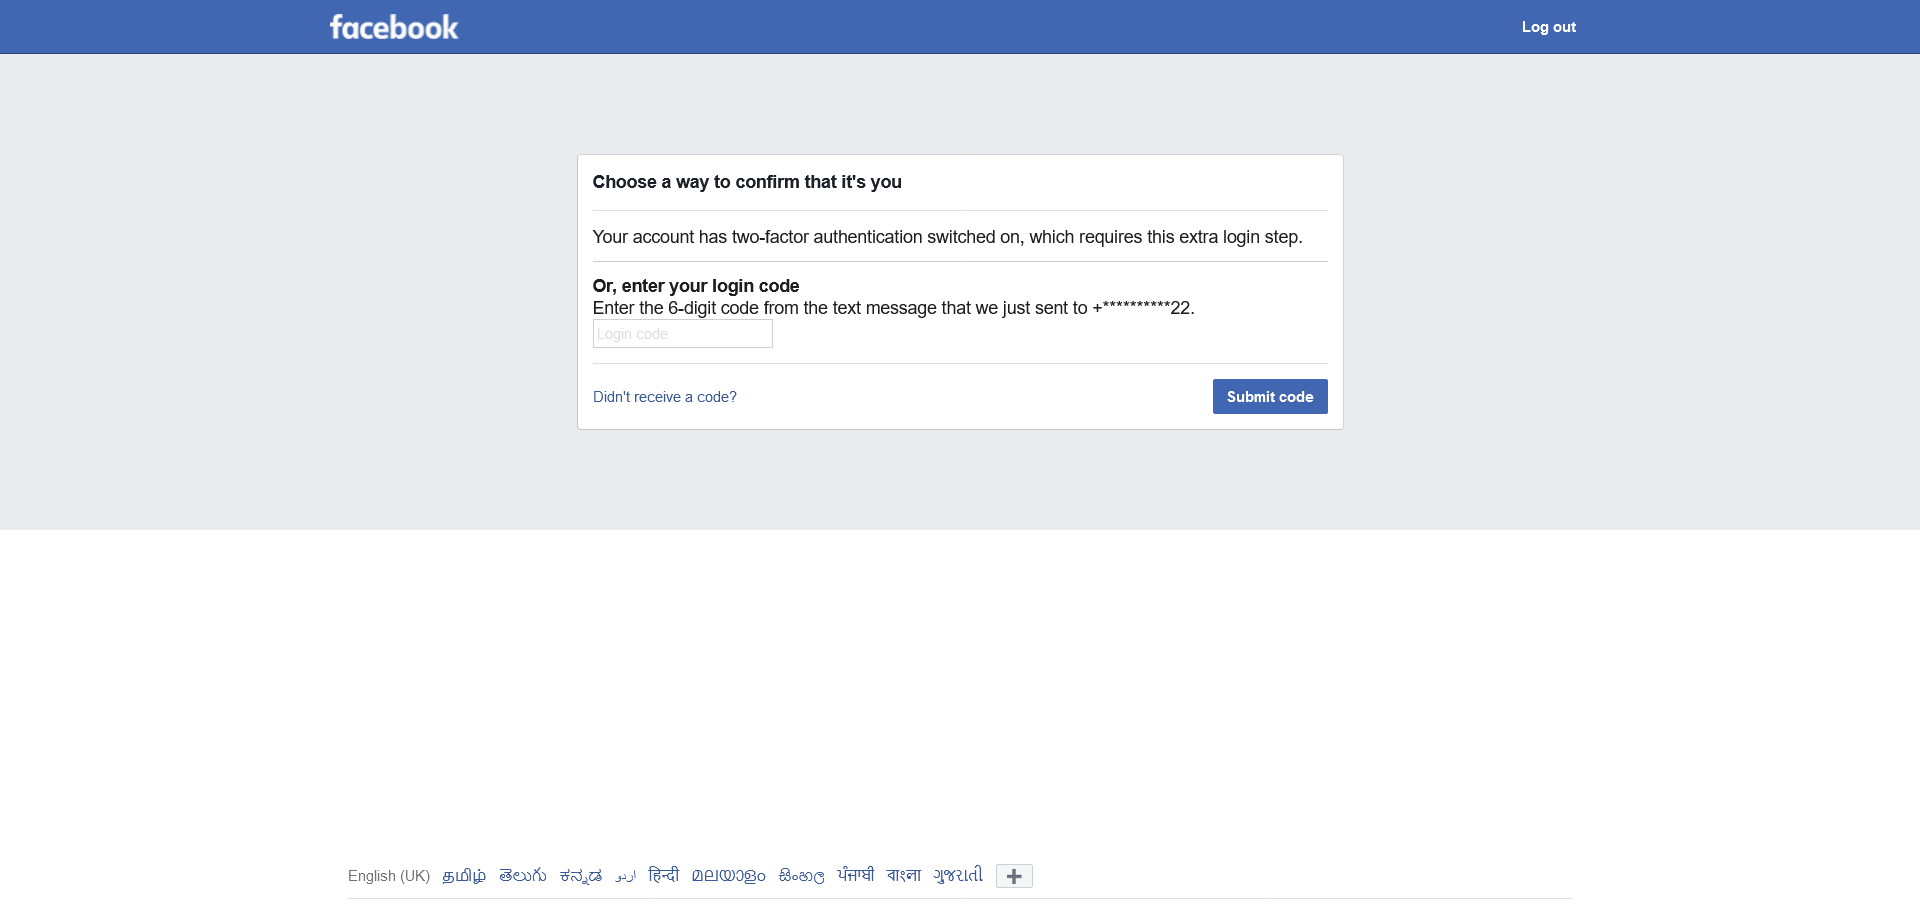 facebook
Log out
Choose a way to confirm that it's you
Your account has two-factor authentication switched on, which requires this extra login step.
Or, enter your login code
Enter the 6-digit code from the text message that we just sent to +**********22.
Login code
Didn't receive a code?
Submit code
English (UK) தமிழ் తెలుగు ಕನ್ನಡ اردو हिन्दी മലയാളം සිංහල ਪੰਜਾਬੀ বাংলা ગુજરાતી